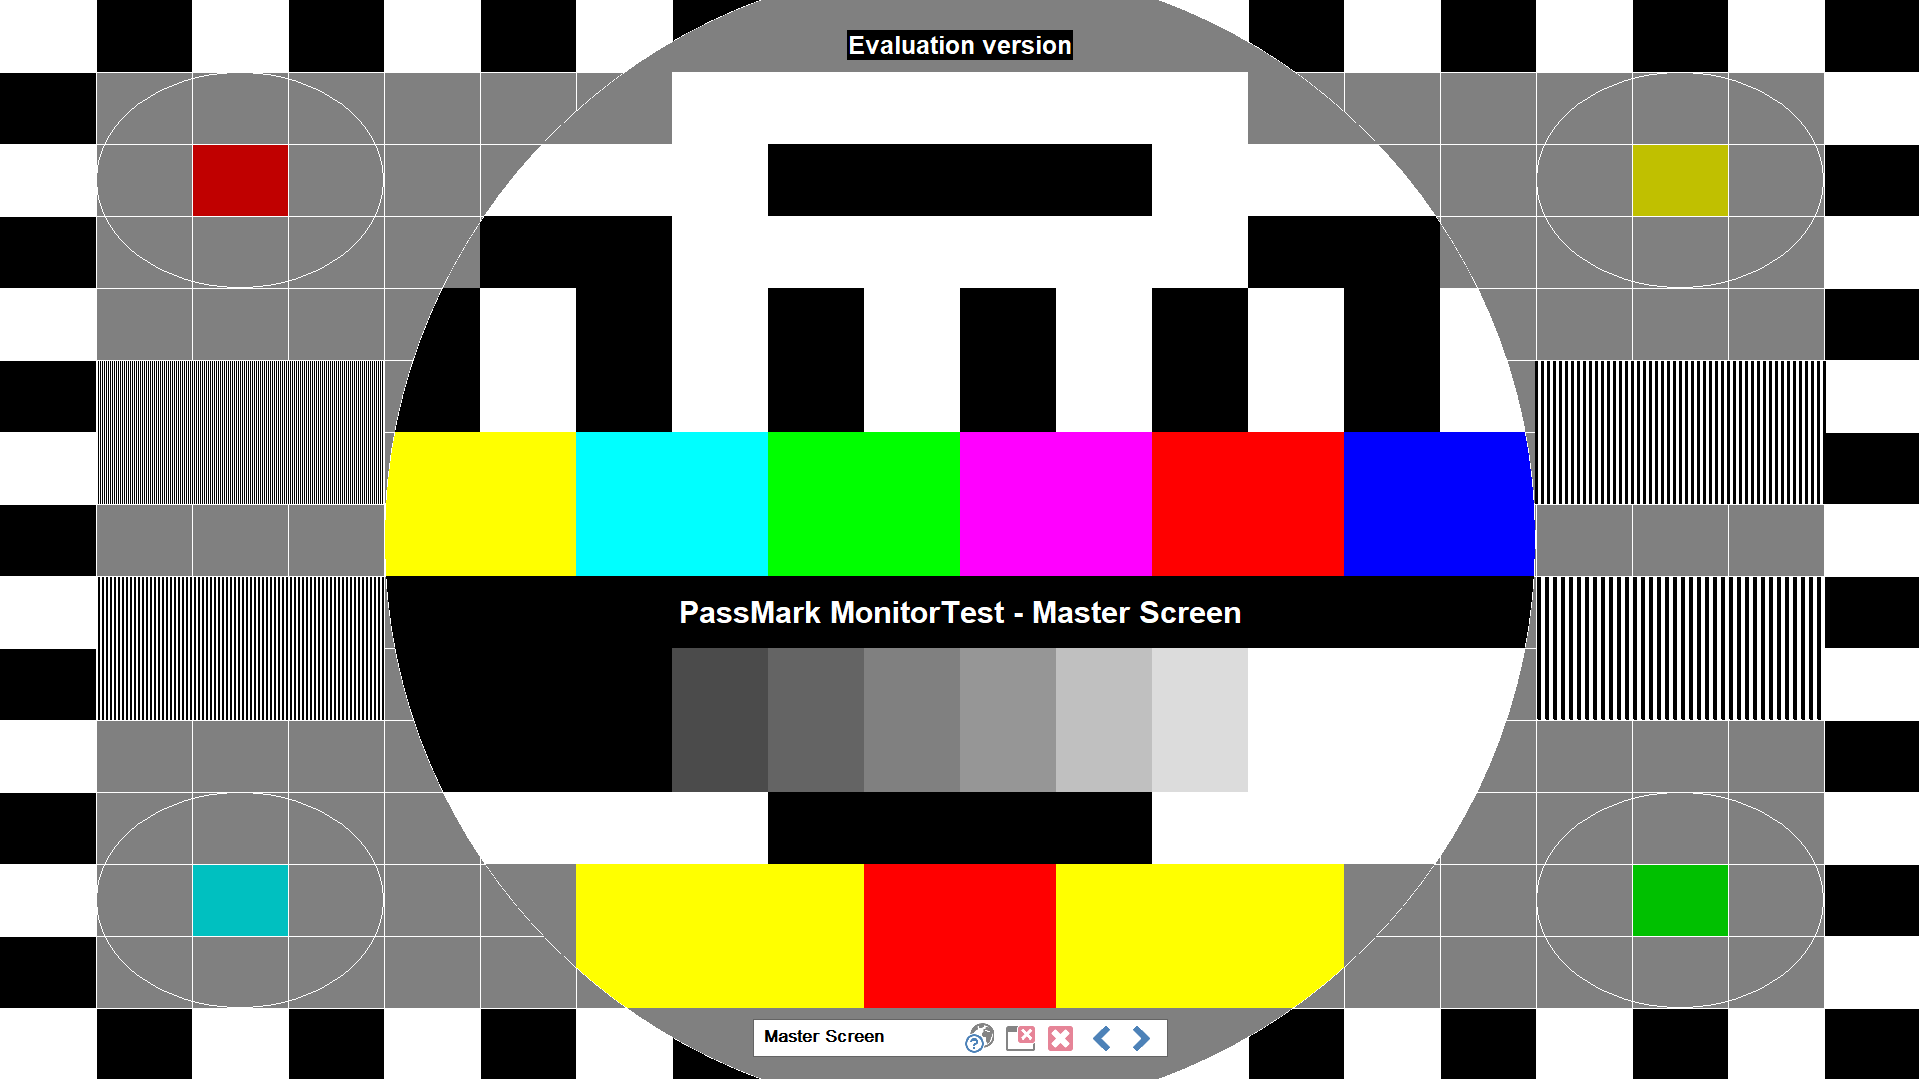 Evaluation version
PassMark MonitorTest - Master Screen
Master Screen
?